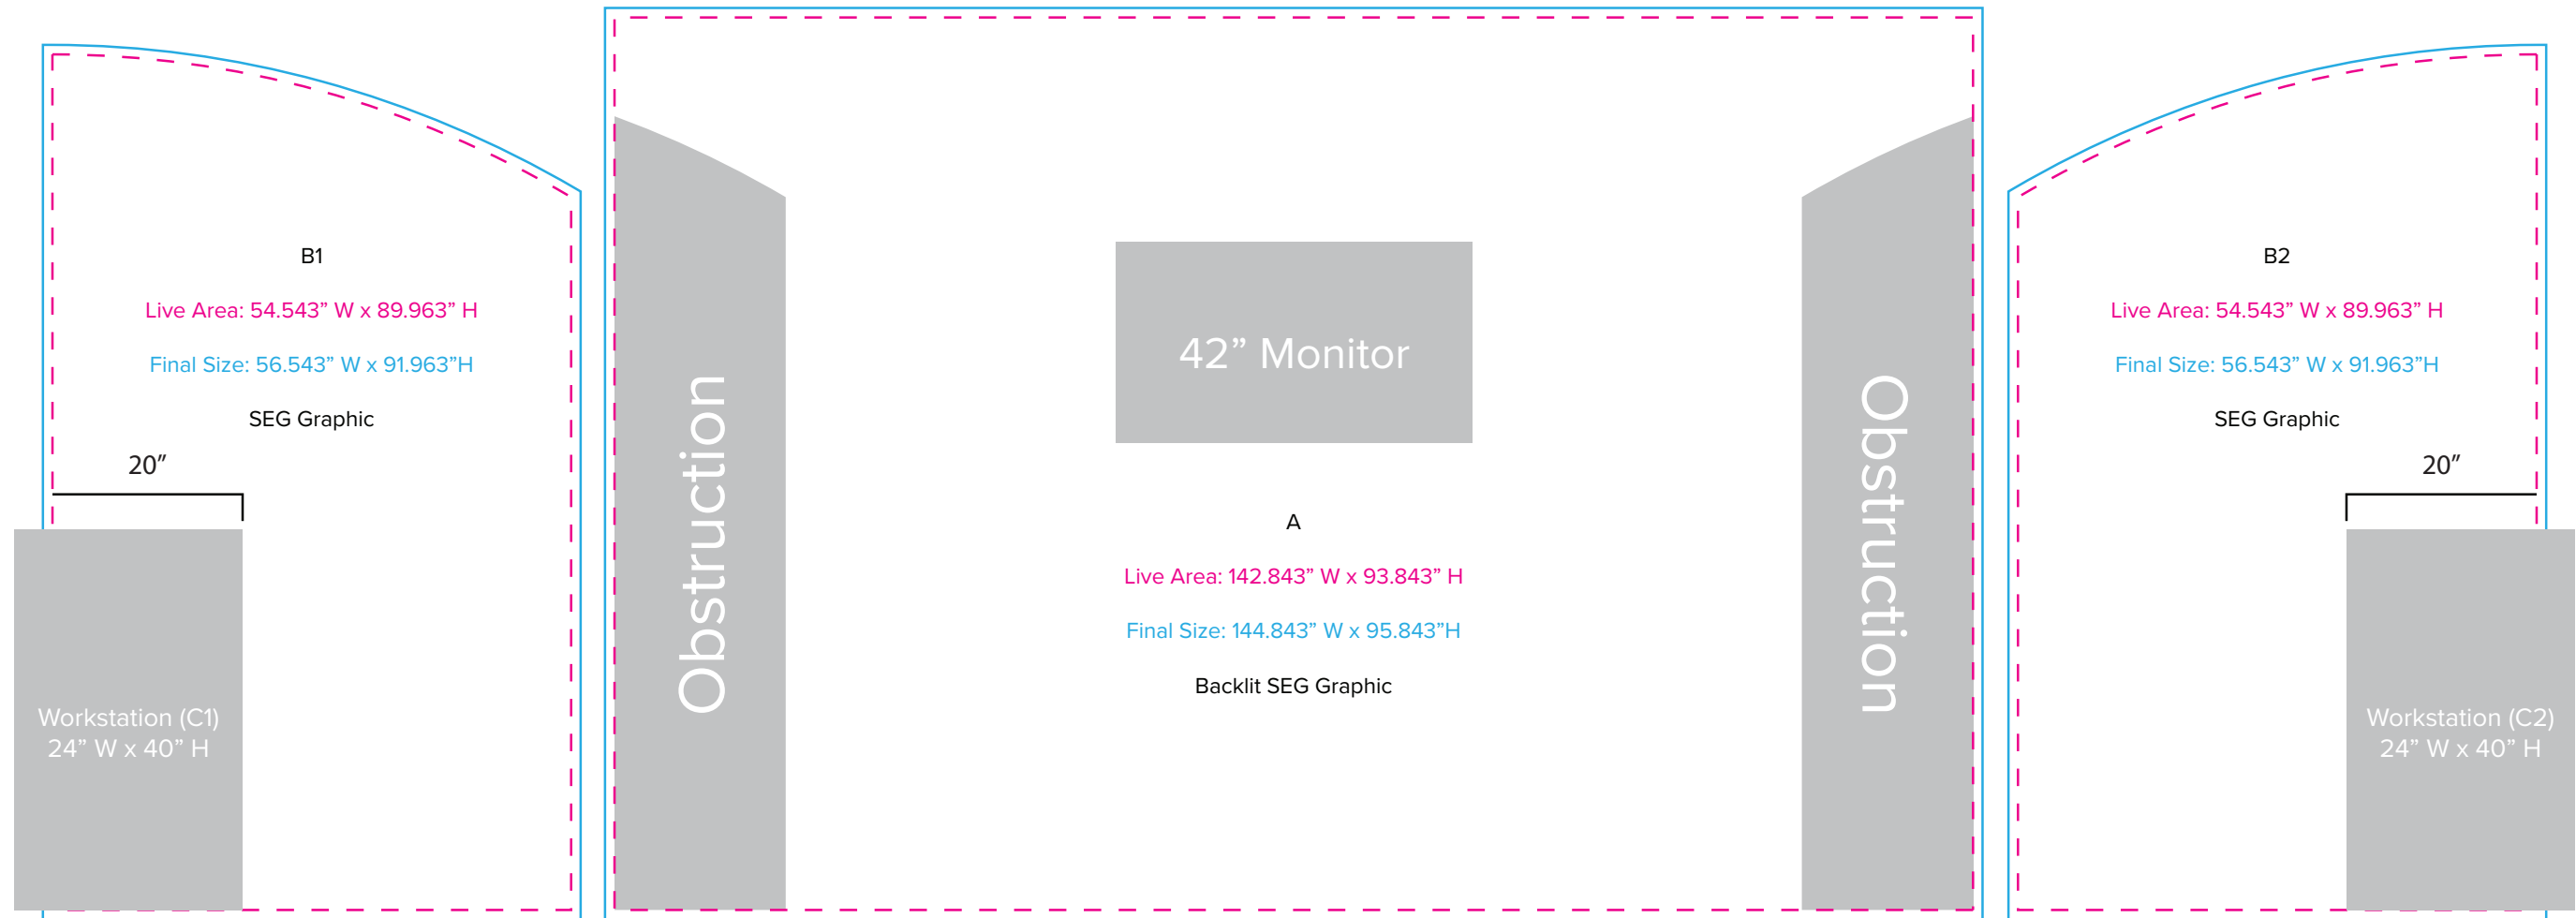 B1
Live Area: 54.543” W x 89.963” H
Final Size: 56.543” W x 91.963”H
SEG Graphic
20”
Workstation (C1)
24” W x 40” H
Obstruction
42” Monitor
A
Live Area: 142.843” W x 93.843” H
Final Size: 144.843” W x 95.843”H
Backlit SEG Graphic
Obstruction
B2
Live Area: 54.543” W x 89.963” H
Final Size: 56.543” W x 91.963”H
SEG Graphic
20”
Workstation (C2)
24” W x 40” H